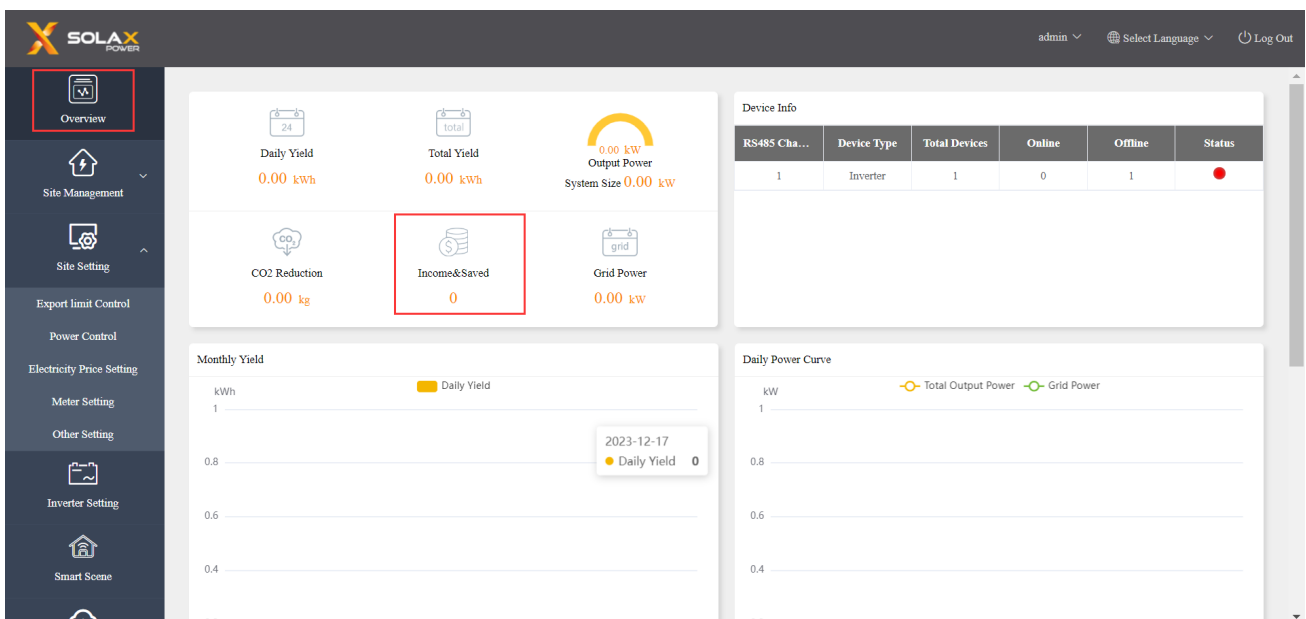 SOLAX
POWER
admin
Select Language
Log Out
Overview
Site Management
Site Setting
Export limit Control
Power Control
Electricity Price Setting
Meter Setting
Other Setting
Inverter Setting
Smart Scene
24
Daily Yield
0.00 kWh
total
Total Yield
0.00 kWh
0.00 kW
Output Power
System Size 0.00 kW
CO2
CO2 Reduction
0.00 kg
$
Income&Saved
0
grid
Grid Power
0.00 kW
Device Info
RS485 Cha... Device Type Total Devices Online Offline Status
1 Inverter 1 0 1
Monthly Yield
kWh
Daily Yield
1
0.8
0.6
0.4
2023-12-17
Daily Yield 0
Daily Power Curve
kW
Total Output Power Grid Power
1
0.8
0.6
0.4